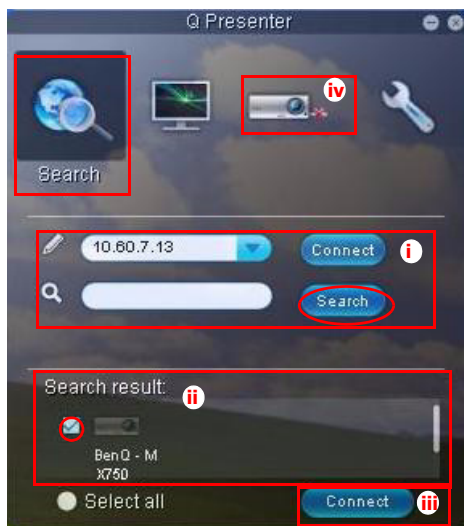 Q Presenter
iv
Search
10.60.7.13
Connect
i
Search
Search result:
ii
BenQ - M
X750
Select all
Connect
iii